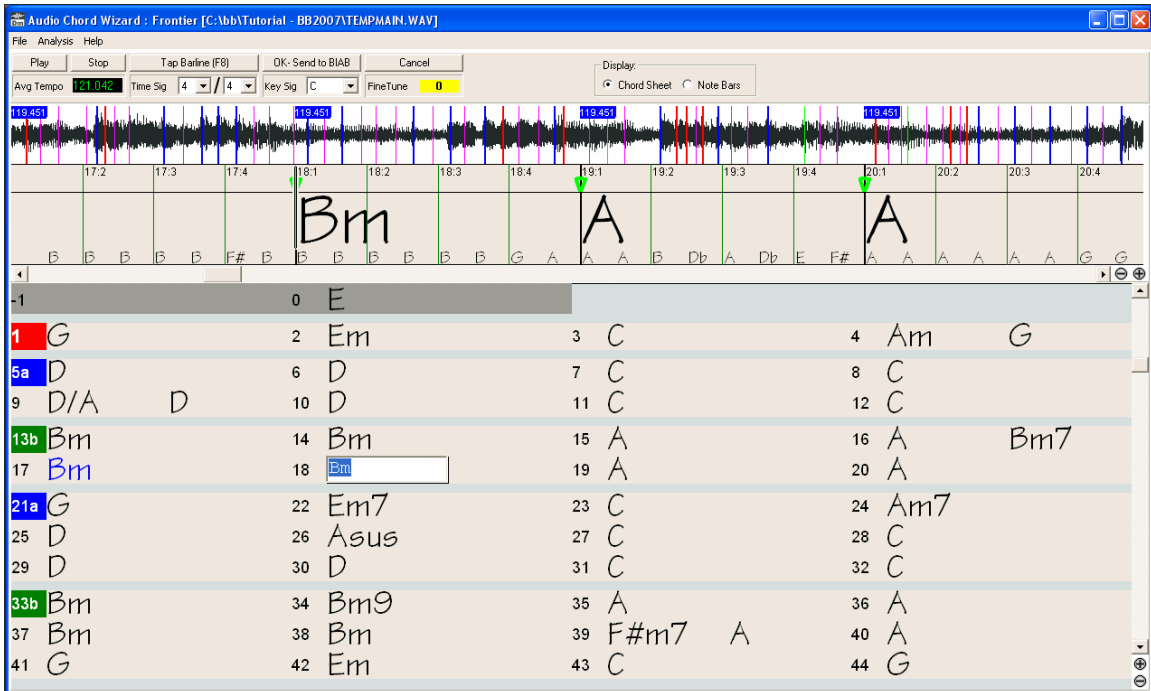 Audio Chord Wizard : Frontier [C:\bb\Tutorial - BB2007\TEMPMAIN.WAV]
File Analysis Help
Play Stop Tap Barline (F8) OK- Send to BIAB Cancel Display:
Avg Tempo 121.042 Time Sig 4 / 4 Key Sig C FineTune 0 Chord Sheet Note Bars
119.451 119.451 119.451 119.451
17:2 17:3 17:4 18:1 18:2 18:3 18:4 19:1 19:2 19:3 19:4 20:1 20:2 20:3 20:4
Bm A A
B B B B B F# B B B B B B B G A A A B Db A Db E F# A A A A A A G G
-1 0 E
1 G 2 Em 3 C 4 Am G
5a D 6 D 7 C 8 C
9 D/A D 10 D 11 C 12 C
13b Bm 14 Bm 15 A 16 A Bm7
17 Bm 18 Bm 19 A 20 A
21a G 22 Em7 23 C 24 Am7
25 D 26 Asus 27 C 28 C
29 D 30 D 31 C 32 C
33b Bm 34 Bm9 35 A 36 A
37 Bm 38 Bm 39 F#m7 A 40 A
41 G 42 Em 43 C 44 G